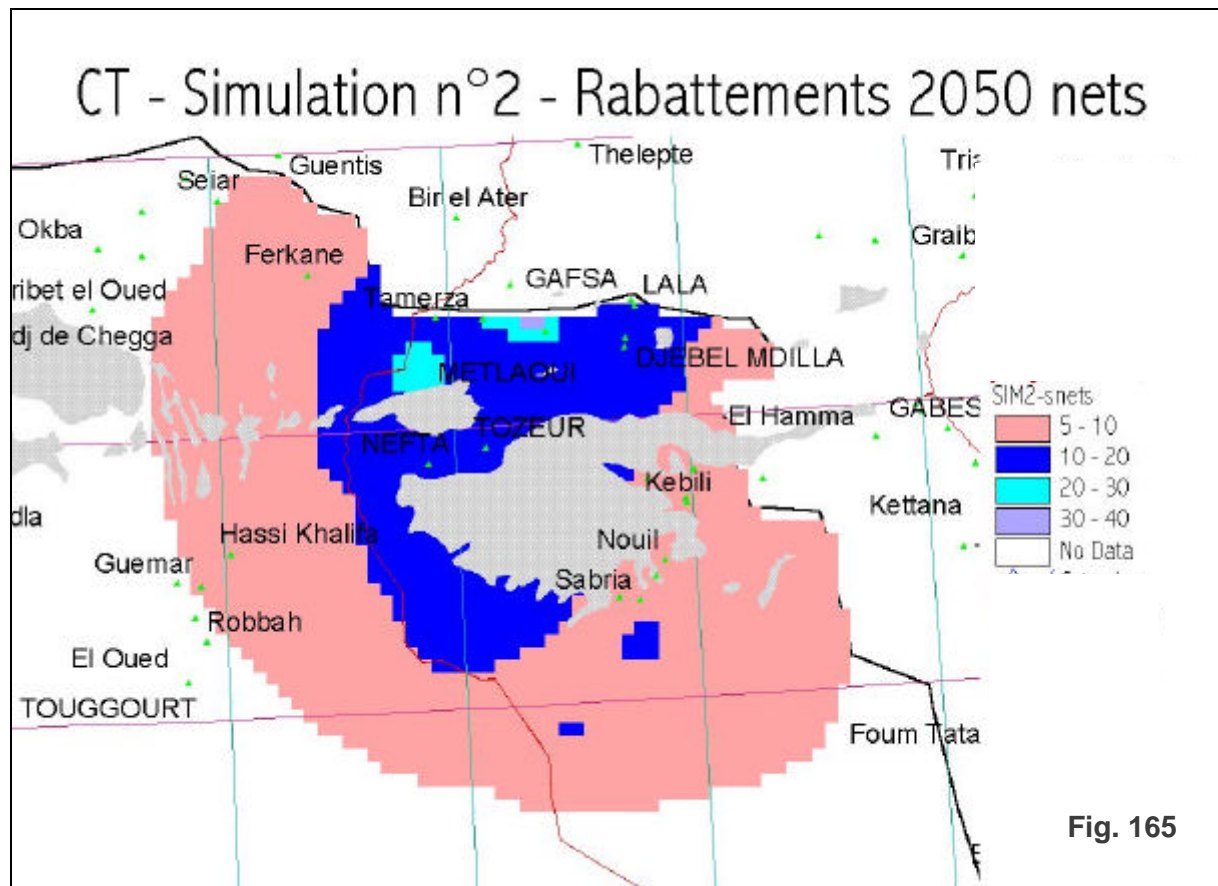 CT - Simulation n°2 - Rabattements 2050 nets
Guentis
Thelepte
Tria
Seiar
Bir el Ater
Okba
Graib
Ferkane
GAFSA
LALA
ribet el Oued
Tamerza
dj de Chegga
DJEBEL MDILLA
METLAOUI
SIM2-snets
El Hamma
GABES
5 - 10
NEFTA
TOZEUR
10 - 20
Kebili
20 - 30
Kettana
30 - 40
dla
Hassi Khalifa
Nouil
No Data
Guemar
Sabria
Robbah
El Oued
TOUGGOURT
Foum Tata
Fig. 165